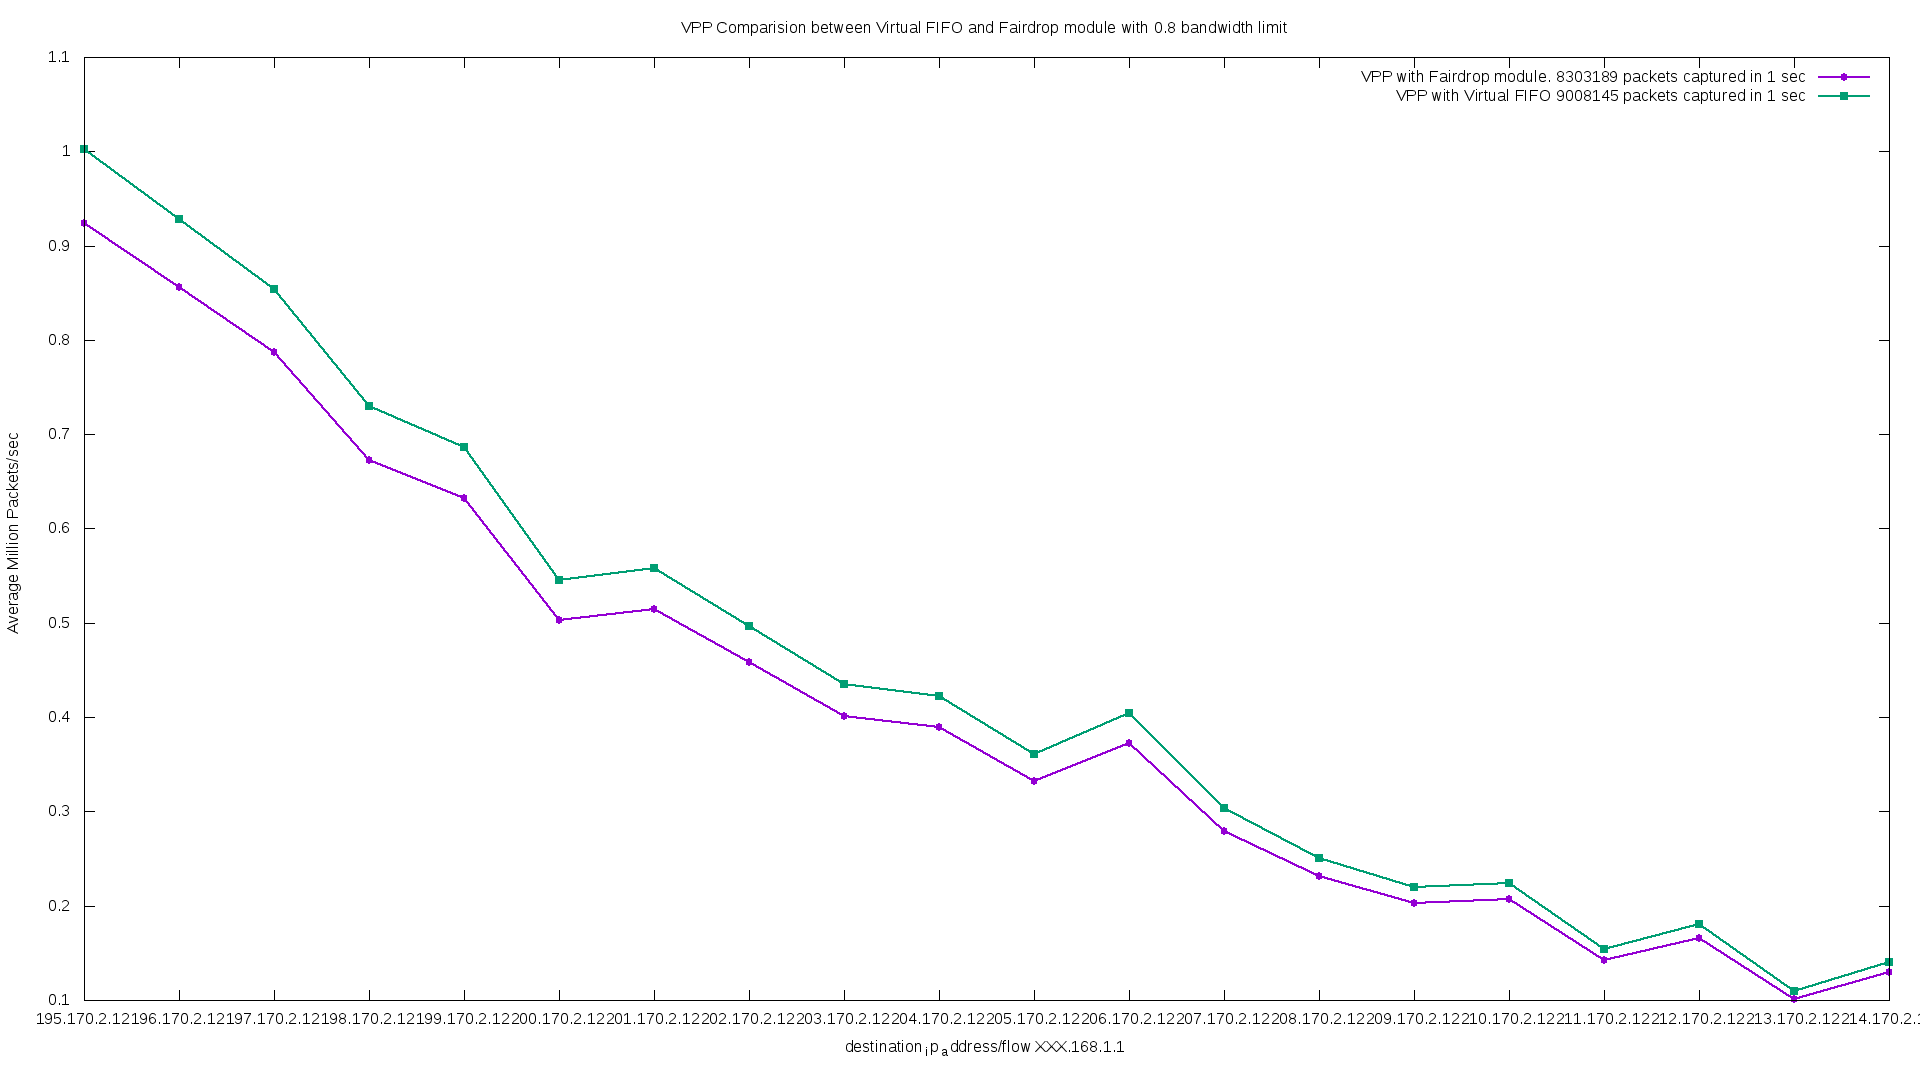 VPP Comparision between Virtual FIFO and Fairdrop module with 0.8 bandwidth limit
VPP with Fairdrop module. 8303189 packets captured in 1 sec
VPP with Virtual FIFO 9008145 packets captured in 1 sec
1.1
1
0.9
0.8
0.7
0.6
0.5
0.4
0.3
0.2
0.1
Average Million Packets/sec
195.170.2.12196.170.2.12197.170.2.12198.170.2.12199.170.2.12200.170.2.12201.170.2.12202.170.2.12203.170.2.12204.170.2.12205.170.2.12206.170.2.12207.170.2.12208.170.2.12209.170.2.12210.170.2.12211.170.2.12212.170.2.12213.170.2.12214.170.2.1
destination_ip_address/flow XXX.168.1.1